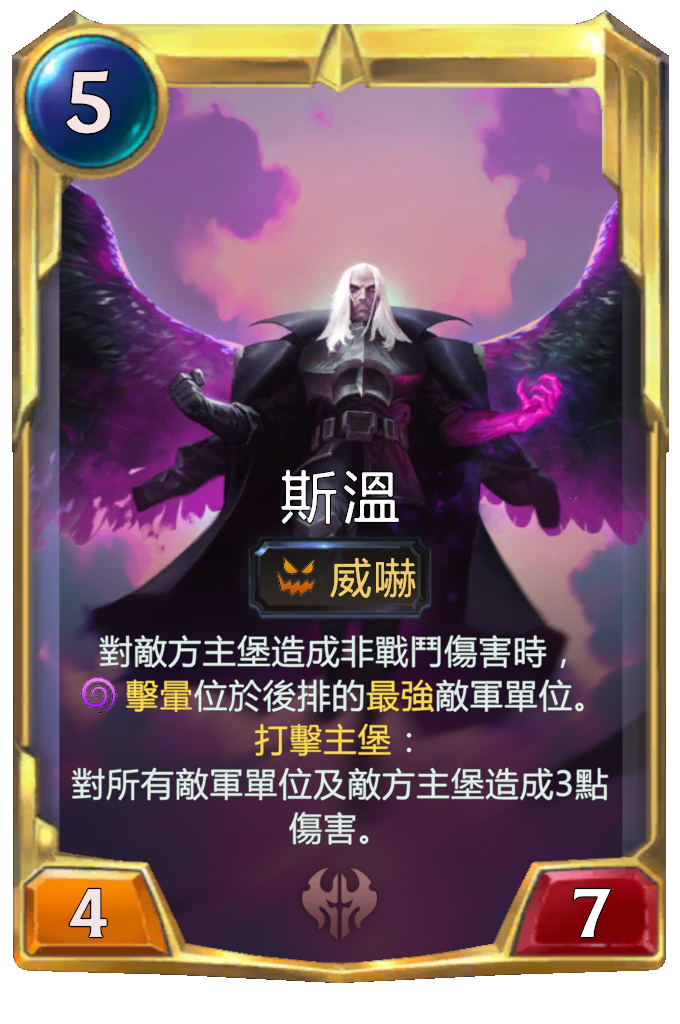 5
斯溫
威嚇
對敵方主堡造成非戰鬥傷害時，
擊暈位於後排的最強敵軍單位。
打擊主堡：
對所有敵軍單位及敵方主堡造成3點
傷害。
4
7